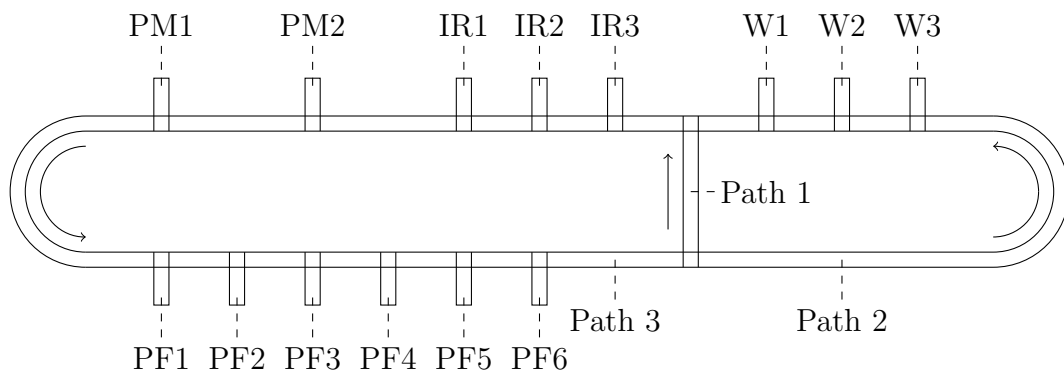 PM1 PM2 IR1 IR2 IR3 W1 W2 W3
Path 1
Path 3 Path 2
PF1 PF2 PF3 PF4 PF5 PF6